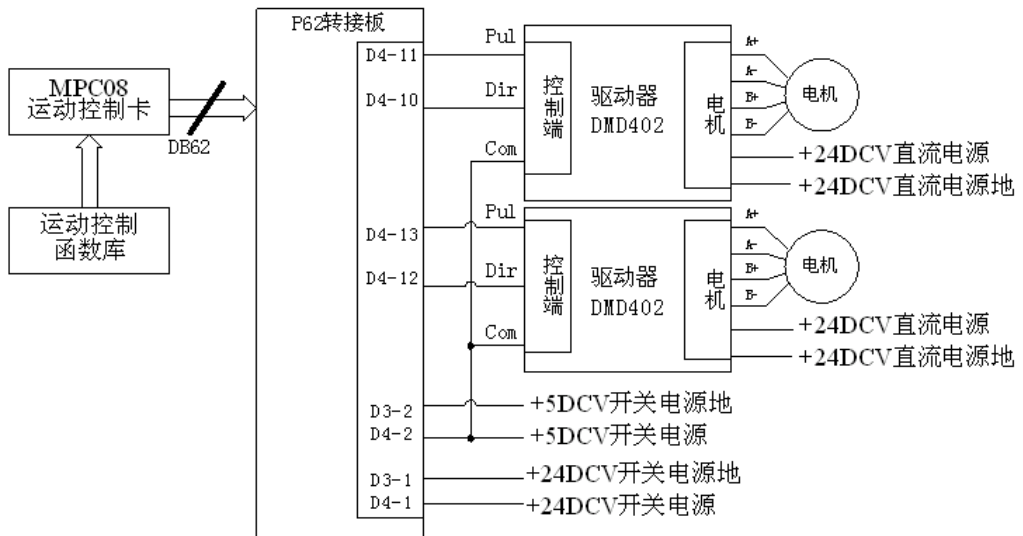 P62转接板
MPC08
运动控制卡
DB62
运动控制
函数库
D4-11
D4-10
D4-13
D4-12
D3-2
D4-2
D3-1
D4-1
Pul
Dir
Com
控制端
驱动器
DMD402
电机
A+
A-
B+
B-
电机
+24DCV直流电源
+24DCV直流电源地
Pul
Dir
Com
控制端
驱动器
DMD402
电机
A+
A-
B+
B-
电机
+24DCV直流电源
+24DCV直流电源地
+5DCV开关电源地
+5DCV开关电源
+24DCV开关电源地
+24DCV开关电源